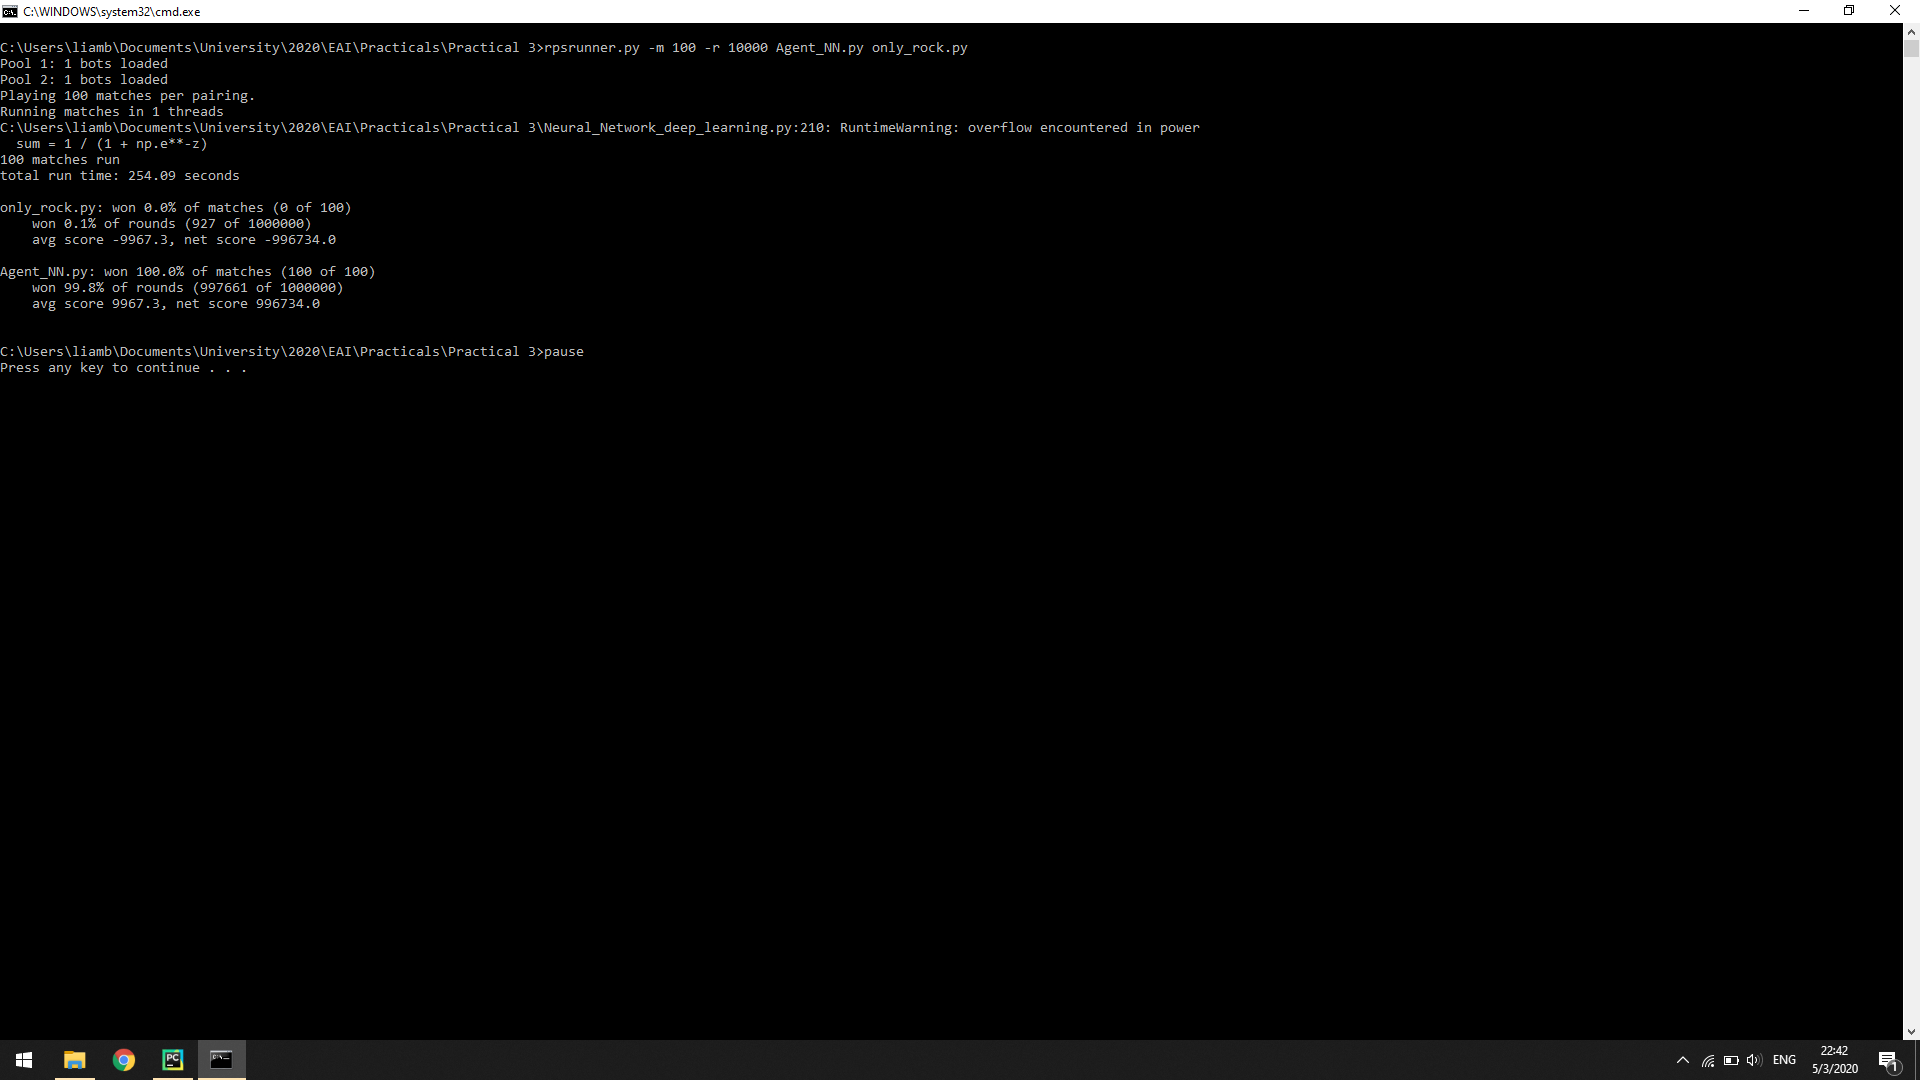 C:\WINDOWS\system32\cmd.exe
C:\Users\liamb\Documents\University\2020\EAI\Practicals\Practical 3>rpsrunner.py -m 100 -r 10000 Agent_NN.py only_rock.py
Pool 1: 1 bots loaded
Pool 2: 1 bots loaded
Playing 100 matches per pairing.
Running matches in 1 threads
C:\Users\liamb\Documents\University\2020\EAI\Practicals\Practical 3\Neural_Network_deep_learning.py:210: RuntimeWarning: overflow encountered in power
  sum = 1 / (1 + np.e**-z)
100 matches run
total run time: 254.09 seconds
only_rock.py: won 0.0% of matches (0 of 100)
    won 0.1% of rounds (927 of 1000000)
    avg score -9967.3, net score -996734.0
Agent_NN.py: won 100.0% of matches (100 of 100)
    won 99.8% of rounds (997661 of 1000000)
    avg score 9967.3, net score 996734.0
C:\Users\liamb\Documents\University\2020\EAI\Practicals\Practical 3>pause
Press any key to continue . . .
PC
ENG
22:42
5/3/2020
1